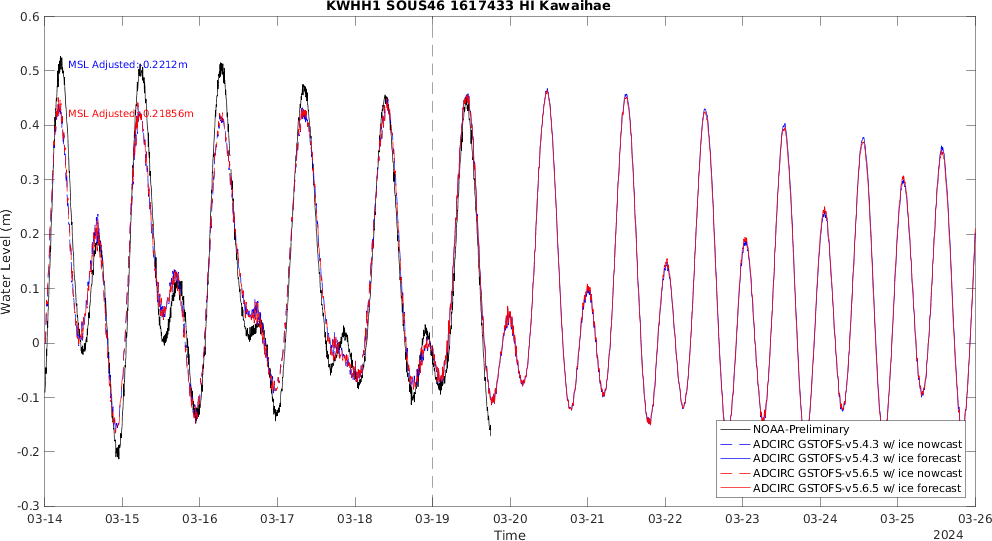 KWHH1 SOUS46 1617433 HI Kawaihae
0.6
0.5
0.4
0.3
0.2
0.1
0
-0.1
-0.2
-0.3
Water Level (m)
MSL Adjusted: 0.2212m
MSL Adjusted: 0.21856m
NOAA-Preliminary
ADCIRC GSTOFS-v5.4.3 w/ ice nowcast
ADCIRC GSTOFS-v5.4.3 w/ ice forecast
ADCIRC GSTOFS-v5.6.5 w/ ice nowcast
ADCIRC GSTOFS-v5.6.5 w/ ice forecast
03-14 03-15 03-16 03-17 03-18 03-19 03-20 03-21 03-22 03-23 03-24 03-25 03-26
Time
2024